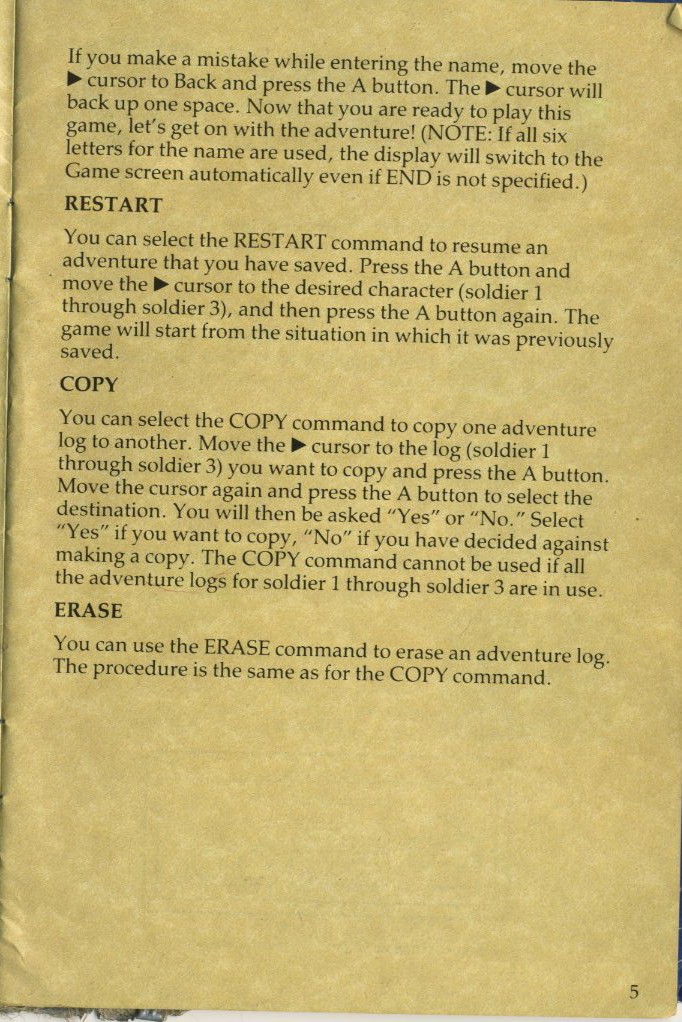 If you make a mistake while entering the name, move the
▶ cursor to Back and press the A button. The ▶ cursor will
back up one space. Now that you are ready to play this
game, let's get on with the adventure! (NOTE: If all six
letters for the name are used, the display will switch to the
Game screen automatically even if END is not specified.)
RESTART
You can select the RESTART command to resume an
adventure that you have saved. Press the A button and
move the ▶ cursor to the desired character (soldier 1
through soldier 3), and then press the A button again. The
game will start from the situation in which it was previously
saved.
COPY
You can select the COPY command to copy one adventure
log to another. Move the ▶ cursor to the log (soldier 1
through soldier 3) you want to copy and press the A button.
Move the cursor again and press the A button to select the
destination. You will then be asked "Yes" or "No." Select
"Yes" if you want to copy, "No" if you have decided against
making a copy. The COPY command cannot be used if all
the adventure logs for soldier 1 through soldier 3 are in use.
ERASE
You can use the ERASE command to erase an adventure log.
The procedure is the same as for the COPY command.
5